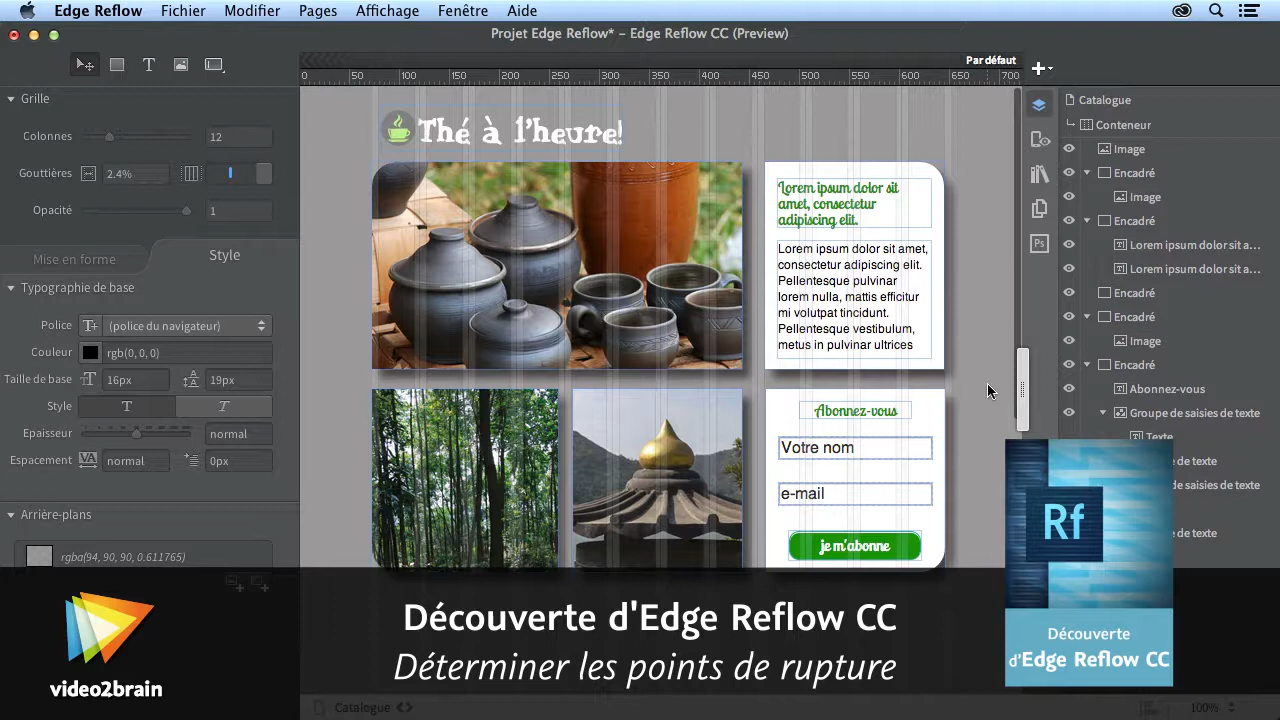 Edge Reflow Fichier Modifier Pages Affichage Fenêtre Aide
Projet Edge Reflow* – Edge Reflow CC (Preview)
Par défaut
0 50 100 150 200 250 300 350 400 450 500 550 600 650 700
Grille
Colonnes 12
Gouttières 2.4%
Opacité 1
Mise en forme Style
Typographie de base
Police T+ (police du navigateur)
Couleur rgb(0, 0, 0)
Taille de base 16px 19px
Style T T
Epaisseur normal
Espacement VA normal 0px
Arrière-plans
rgba(94, 90, 90, 0.611765)
Thé à l'heure!
Lorem ipsum dolor sit
amet, consectetur
adipiscing elit.
Lorem ipsum dolor sit amet,
consectetur adipiscing elit.
Pellentesque pulvinar
lorem nulla, mattis efficitur
mi volutpat tincidunt.
Pellentesque vestibulum,
metus in pulvinar ultrices
Abonnez-vous
Votre nom
e-mail
je m'abonne
Ps
Catalogue
Conteneur
Image
Encadré
Image
Encadré
Lorem ipsum dolor sit a...
Lorem ipsum dolor sit a...
Encadré
Encadré
Image
Encadré
Abonnez-vous
Groupe de saisies de texte
Texte
de texte
de saisies de texte
de texte
Rf
Découverte
d'Edge Reflow CC
video2brain
Découverte d'Edge Reflow CC
Déterminer les points de rupture
Catalogue
100%